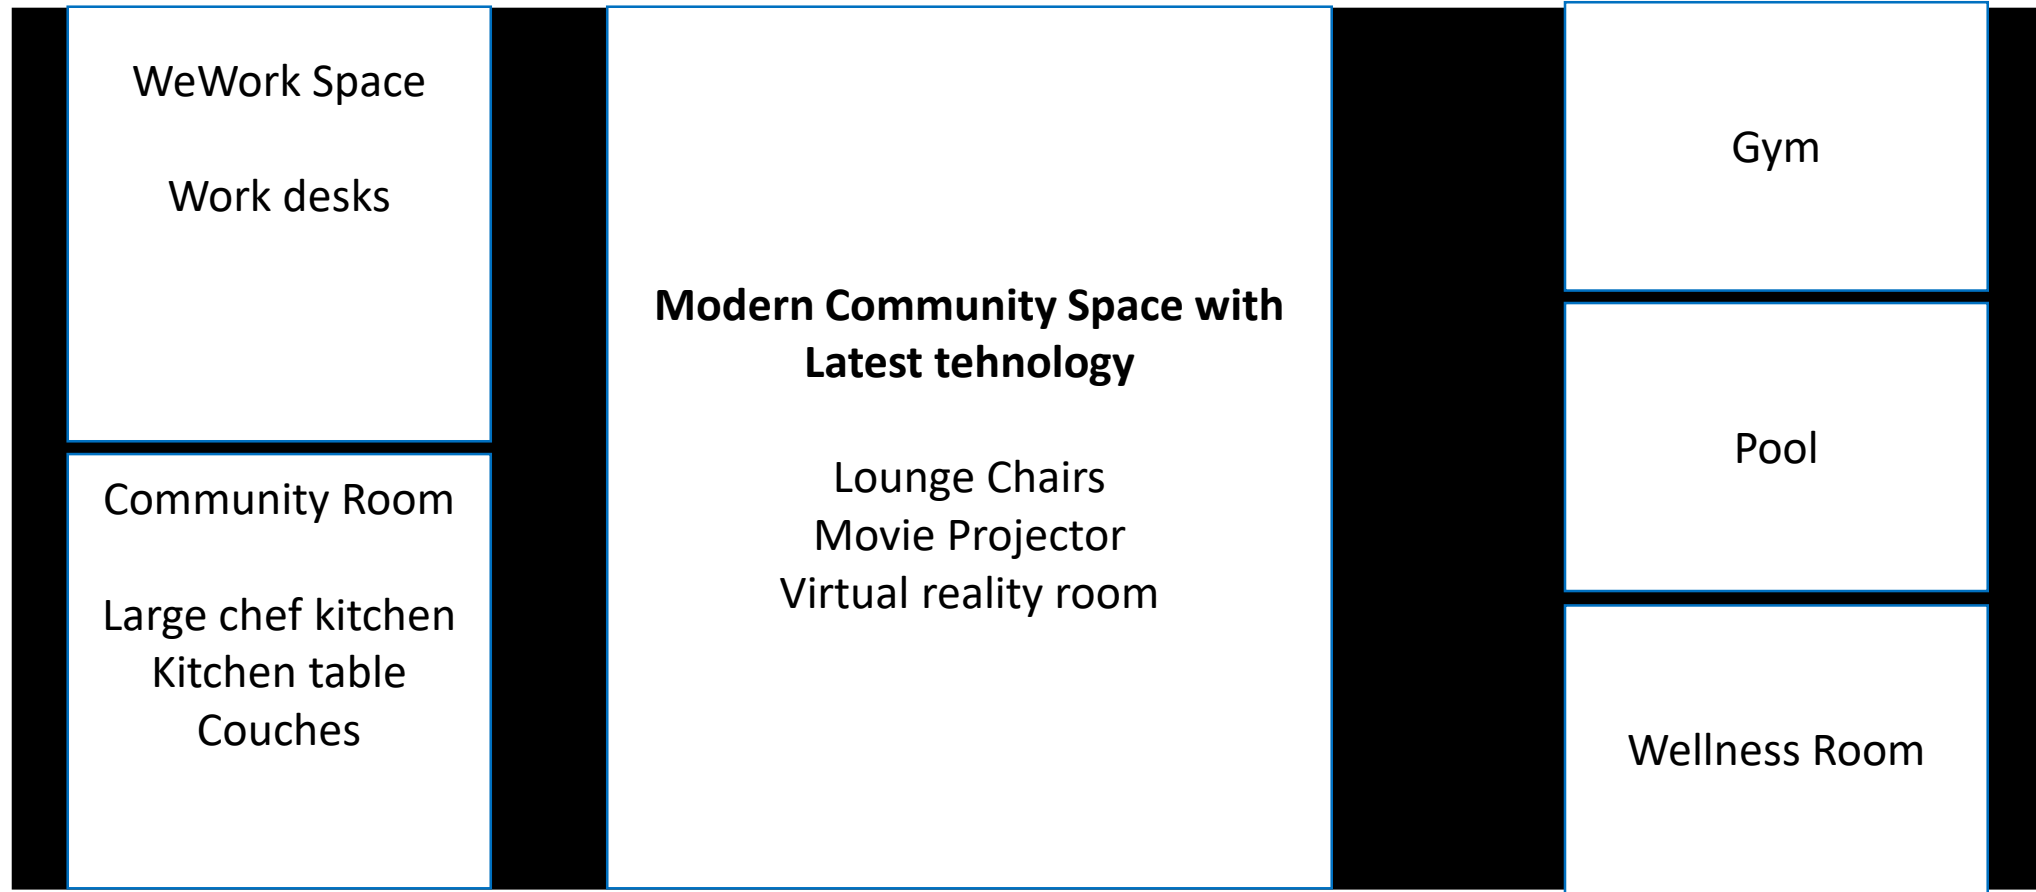 WeWork Space
Work desks
Community Room
Large chef kitchen
Kitchen table
Couches
Modern Community Space with
Latest tehnology
Lounge Chairs
Movie Projector
Virtual reality room
Gym
Pool
Wellness Room